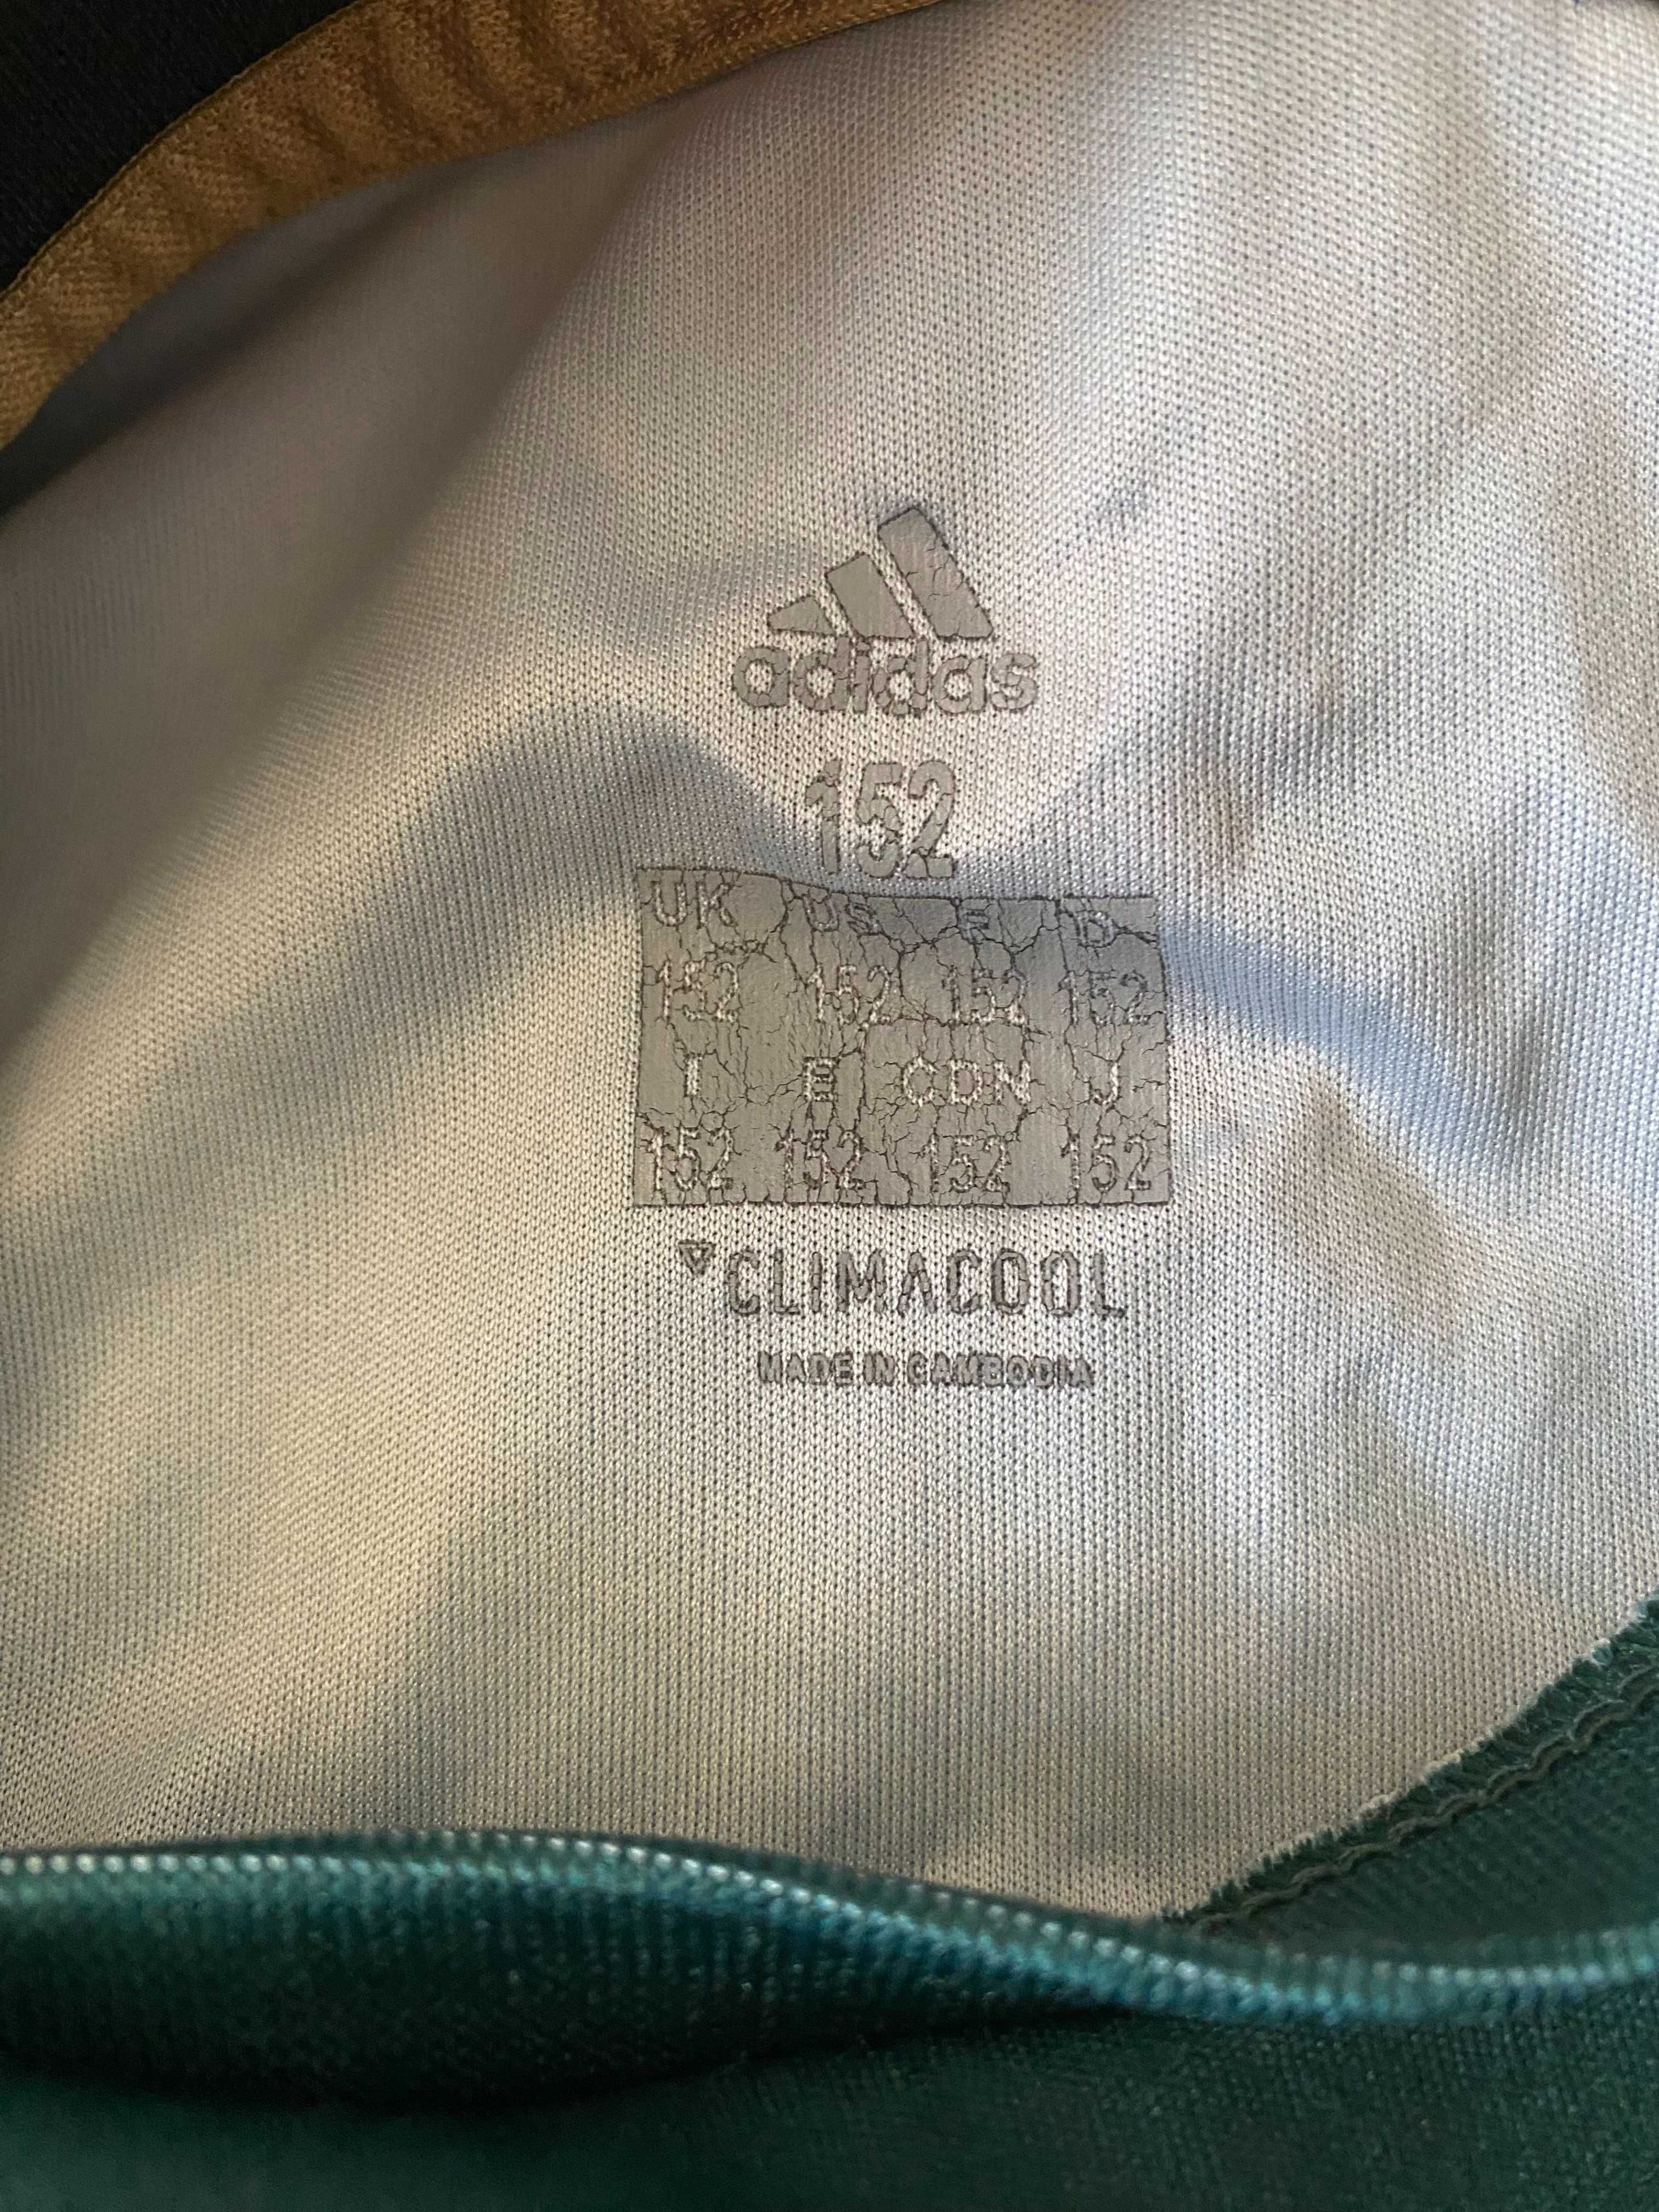 adidas
152
UK US E D
152 152 152 152
I E CDN J
152 152 152 152
CLIMACOOL
MADE IN CAMBODIA